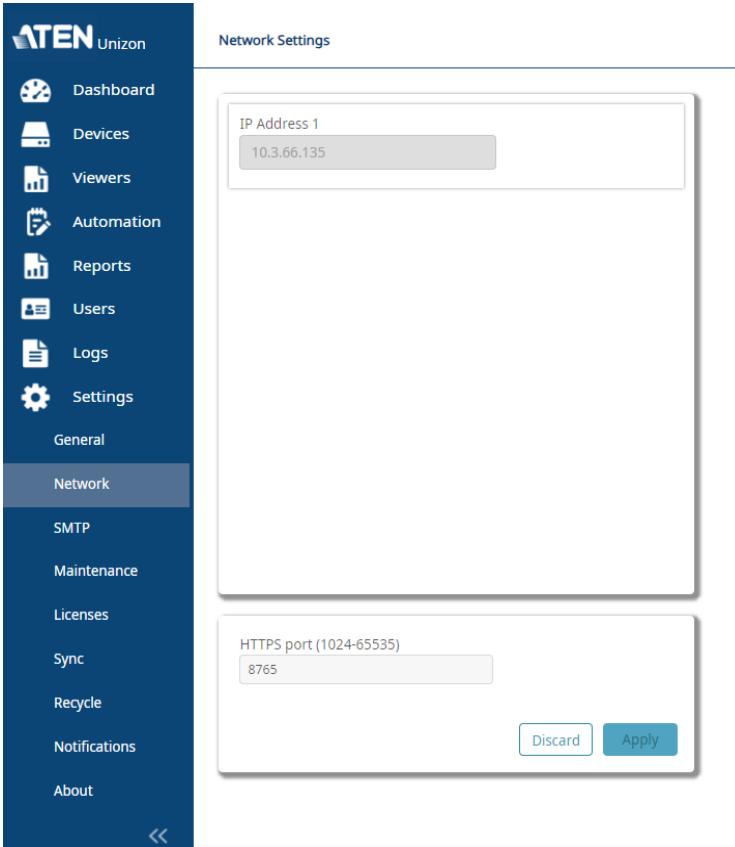 ATEN Unizon
Network Settings
Dashboard
Devices
Viewers
Automation
Reports
Users
Logs
Settings
General
Network
SMTP
Maintenance
Licenses
Sync
Recycle
Notifications
About
IP Address 1
10.3.66.135
HTTPS port (1024-65535)
8765
Discard
Apply